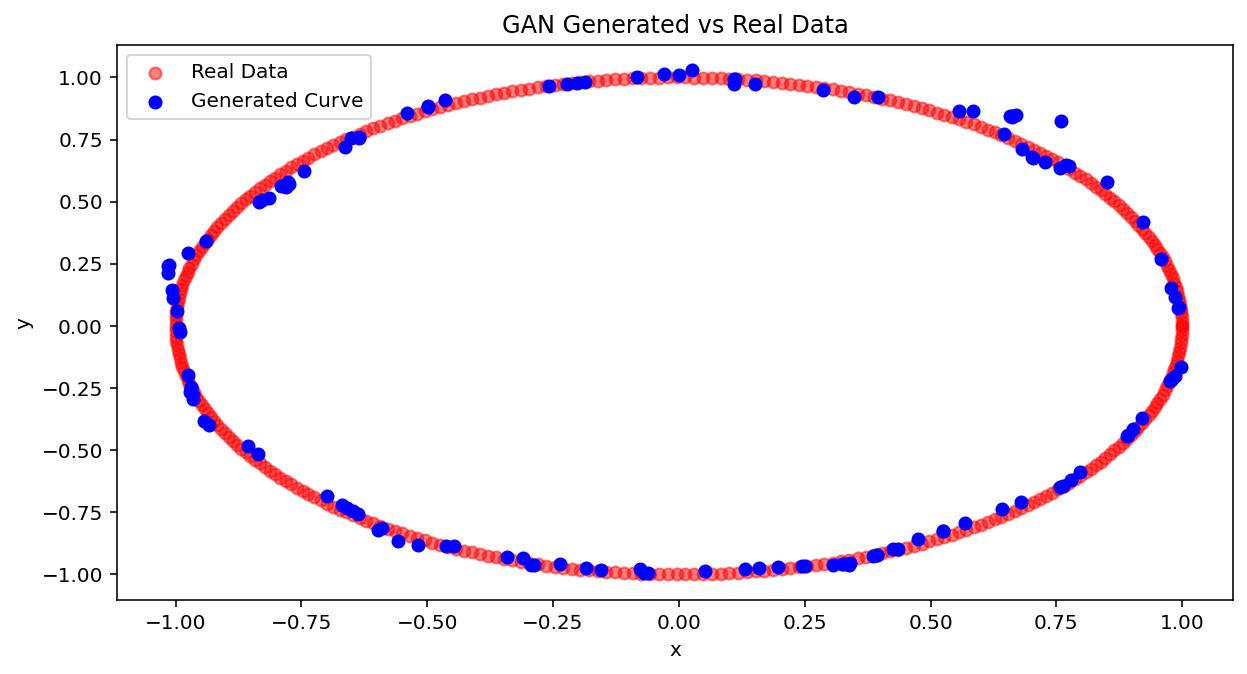 GAN Generated vs Real Data
Real Data
Generated Curve
1.00
0.75
0.50
0.25
0.00
−0.25
−0.50
−0.75
−1.00
y
−1.00 −0.75 −0.50 −0.25 0.00 0.25 0.50 0.75 1.00
x